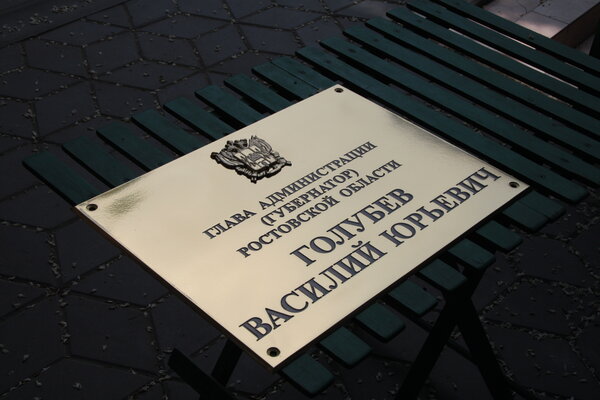 ГЛАВА АДМИНИСТРАЦИИ
(ГУБЕРНАТОР)
РОСТОВСКОЙ ОБЛАСТИ
ГОЛУБЕВ
ВАСИЛИЙ ЮРЬЕВИЧ